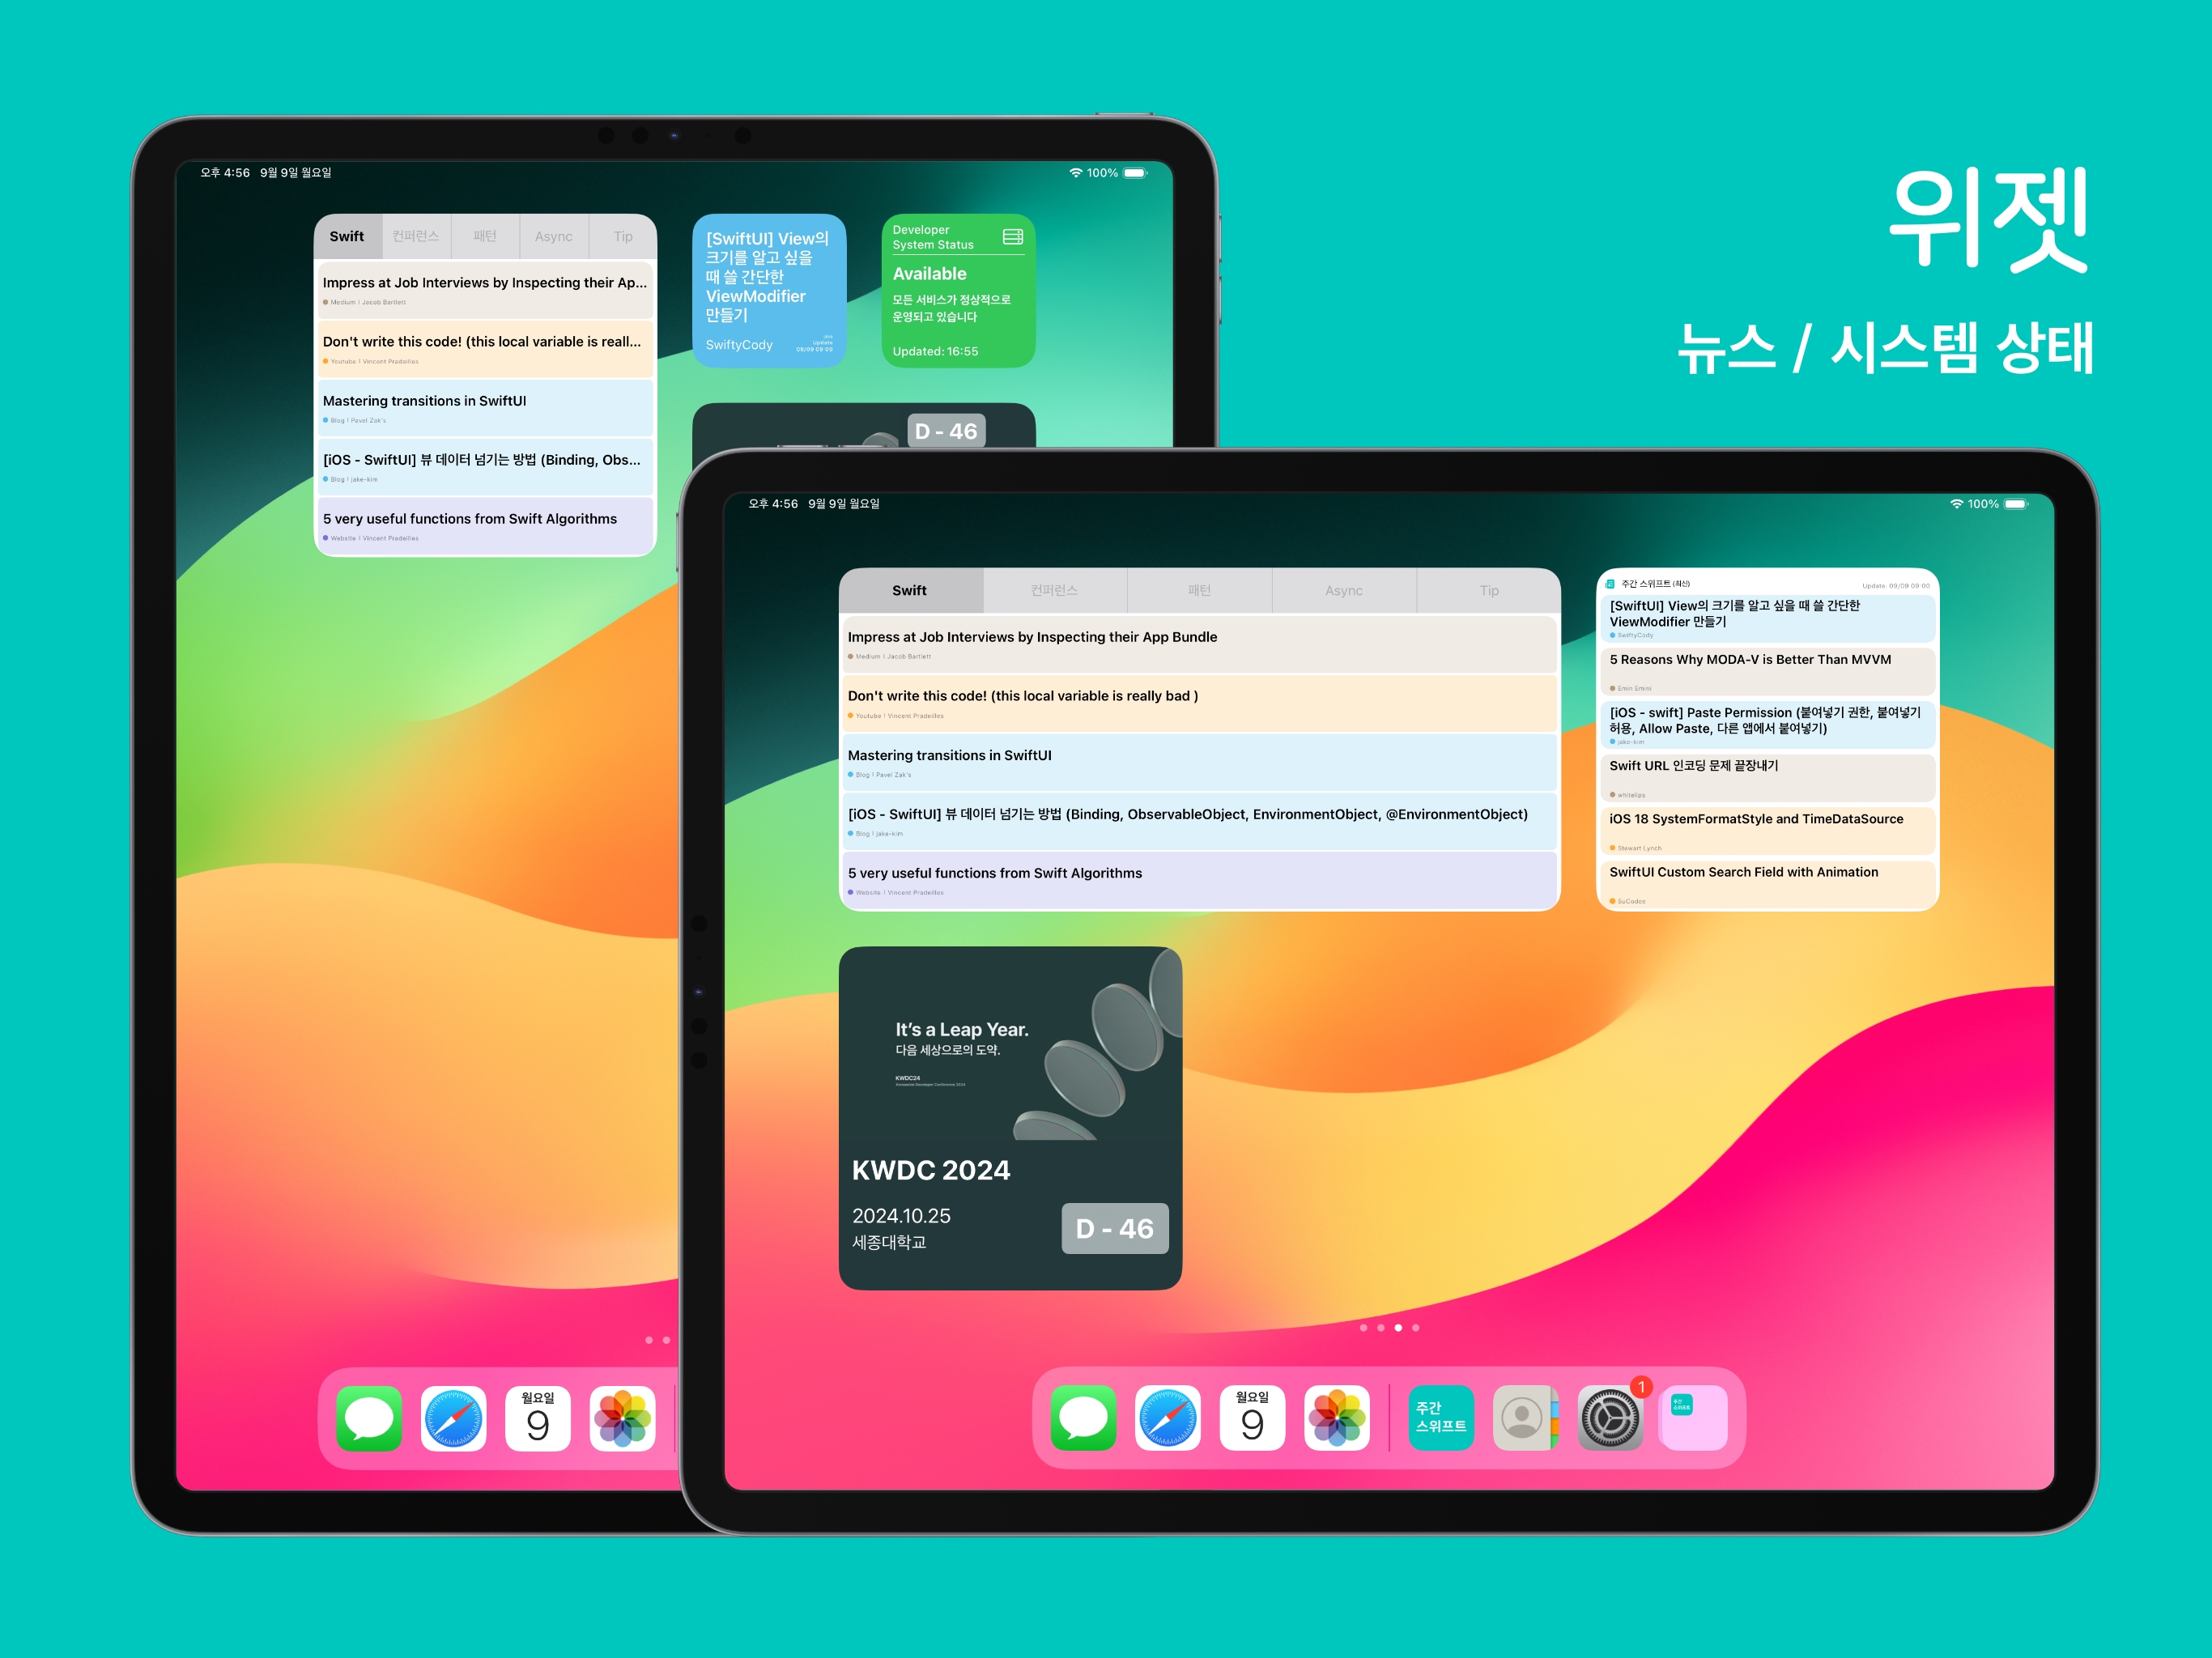 위젯
뉴스 / 시스템 상태
오후 4:56 9월 9일 월요일
100%
Swift
컨퍼런스
패턴
Async
Tip
Impress at Job Interviews by Inspecting their Ap...
Medium | Jacob Bartlett
Don't write this code! (this local variable is reall...
Youtube | Vincent Pradeilles
Mastering transitions in SwiftUI
Blog | Pavel Zak's
[iOS - SwiftUI] 뷰 데이터 넘기는 방법 (Binding, Obs...
Blog | jake-kim
5 very useful functions from Swift Algorithms
Website | Vincent Pradeilles
[SwiftUI] View의
크기를 알고 싶을
때 쓸 간단한
ViewModifier
만들기
SwiftyCody
Update
09/09 09:00
Developer
System Status
Available
모든 서비스가 정상적으로
운영되고 있습니다
Updated: 16:55
D - 46
월요일
9
오후 4:56 9월 9일 월요일
100%
Swift
컨퍼런스
패턴
Async
Tip
Impress at Job Interviews by Inspecting their App Bundle
Medium | Jacob Bartlett
Don't write this code! (this local variable is really bad )
Youtube | Vincent Pradeilles
Mastering transitions in SwiftUI
Blog | Pavel Zak's
[iOS - SwiftUI] 뷰 데이터 넘기는 방법 (Binding, ObservableObject, EnvironmentObject, @EnvironmentObject)
Blog | jake-kim
5 very useful functions from Swift Algorithms
Website | Vincent Pradeilles
주간 스위프트 (최신)
Update: 09/09 09:00
[SwiftUI] View의 크기를 알고 싶을 때 쓸 간단한
ViewModifier 만들기
SwiftyCody
5 Reasons Why MODA-V is Better Than MVVM
Emin Emini
[iOS - swift] Paste Permission (붙여넣기 권한, 붙여넣기
허용, Allow Paste, 다른 앱에서 붙여넣기)
jake-kim
Swift URL 인코딩 문제 끝장내기
whitelips
iOS 18 SystemFormatStyle and TimeDataSource
Stewart Lynch
SwiftUI Custom Search Field with Animation
SuCodee
It's a Leap Year.
다음 세상으로의 도약.
KWDC24
KWDC 2024
2024.10.25
세종대학교
D - 46
월요일
9
주간
스위프트
1
주간
스위프트